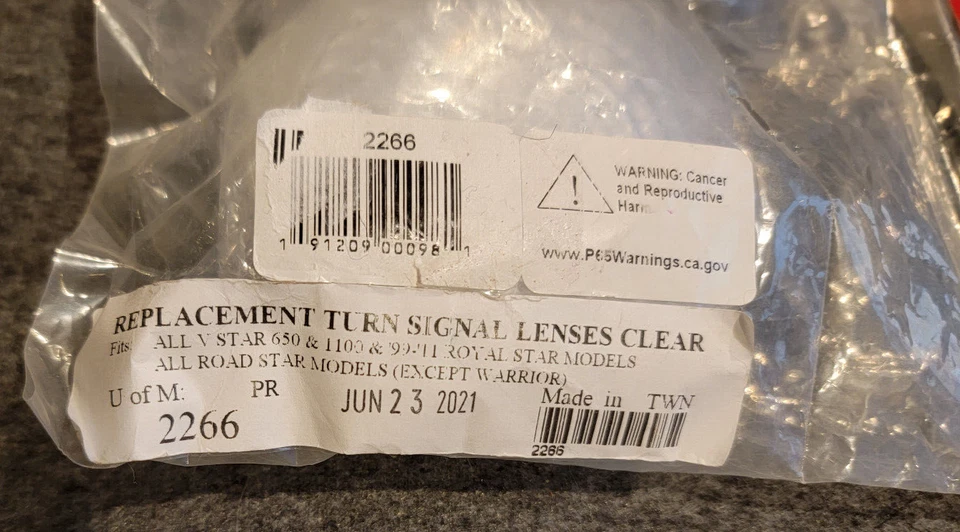 2266
1 91209 00098 1
WARNING: Cancer
and Reproductive
www.P65Warnings.ca.gov
REPLACEMENT TURN SIGNAL LENSES CLEAR
Fits: ALL V STAR 650 & 1100 & '99-'11 ROYAL STAR MODELS
ALL ROAD STAR MODELS (EXCEPT WARRIOR)
U of M: PR JUN 23 2021 Made in TWN
2266
2266